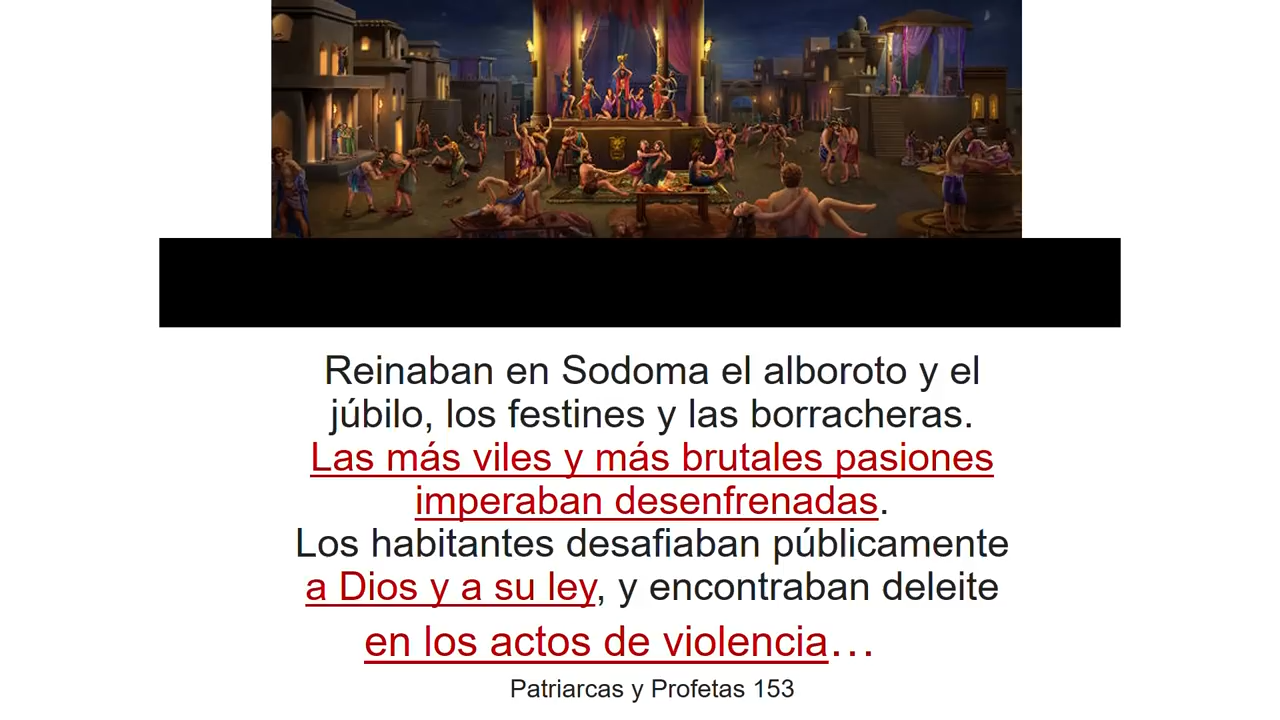 Reinaban en Sodoma el alboroto y el
júbilo, los festines y las borracheras.
Las más viles y más brutales pasiones
imperaban desenfrenadas.
Los habitantes desafiaban públicamente
a Dios y a su ley, y encontraban deleite
en los actos de violencia…
Patriarcas y Profetas 153